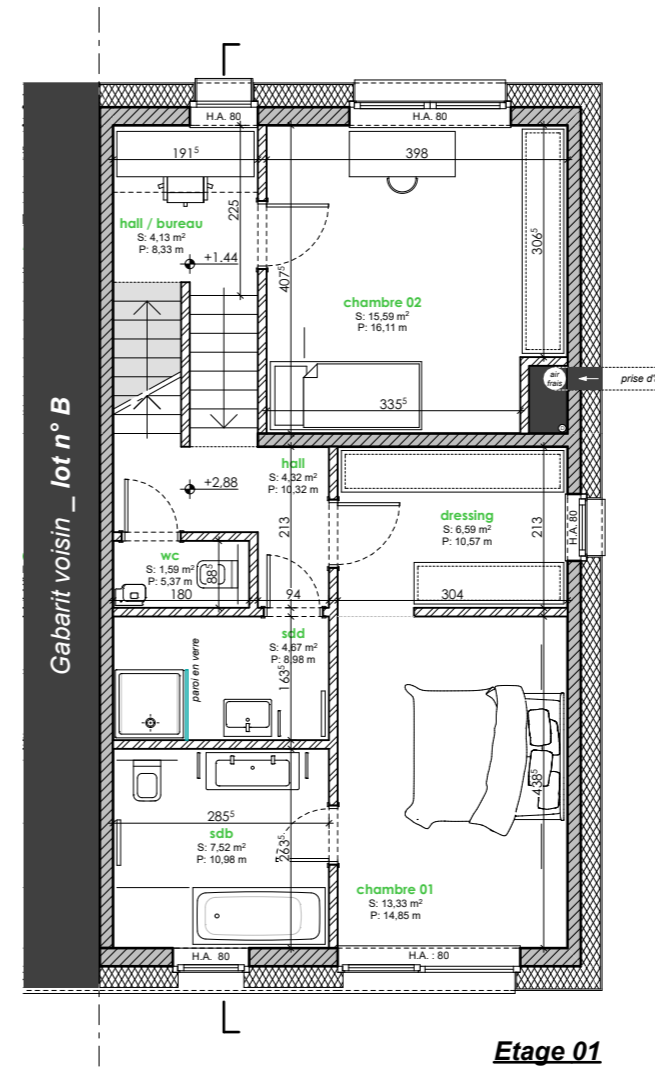 H.A. 80
H.A. 80
191⁵
398
hall / bureau
S: 4,13 m²
P: 8,33 m
225
+1.44
407⁵
306⁵
chambre 02
S: 15,59 m²
P: 16,11 m
air
frais
prise d'
335⁵
Gabarit voisin _ lot n° B
hall
S: 4,32 m²
P: 10,32 m
+2,88
213
dressing
S: 6,59 m²
P: 10,57 m
213
H.A. 80
wc
S: 1,59 m²
P: 5,37 m
88⁵
180
94
304
sdd
S: 4,67 m²
P: 8,98 m
163⁵
paroi en verre
438⁵
285⁵
sdb
S: 7,52 m²
P: 10,98 m
263⁵
chambre 01
S: 13,33 m²
P: 14,85 m
H.A. 80
H.A. : 80
Etage 01